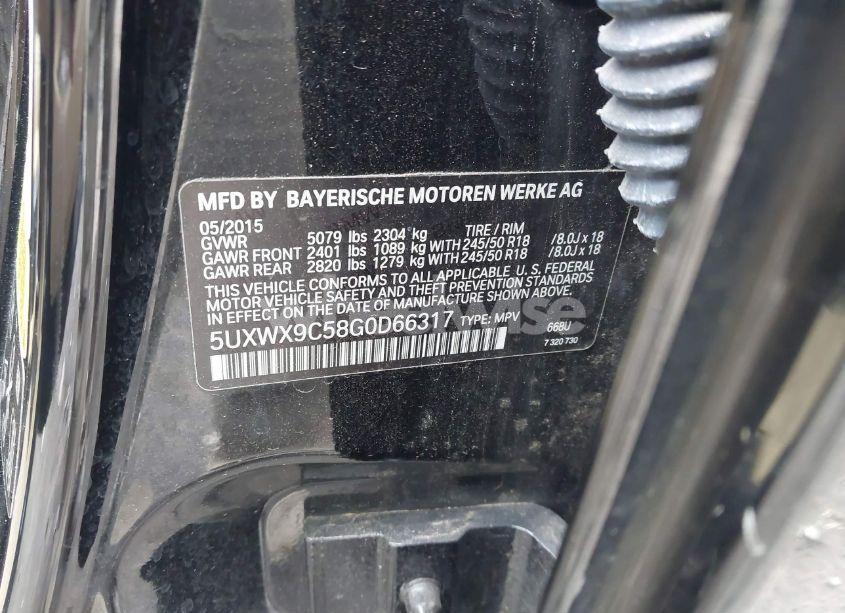 MFD BY BAYERISCHE MOTOREN WERKE AG
05/2015
GVWR 5079 lbs 2304 kg TIRE / RIM
GAWR FRONT 2401 lbs 1089 kg WITH 245/50 R18 /8.0J x 18
GAWR REAR 2820 lbs 1279 kg WITH 245/50 R18 /8.0J x 18
THIS VEHICLE CONFORMS TO ALL APPLICABLE U. S. FEDERAL
MOTOR VEHICLE SAFETY AND THEFT PREVENTION STANDARDS
IN EFFECT ON THE DATE OF MANUFACTURE SHOWN ABOVE.
5UXWX9C58G0D66317 TYPE: MPV 668U
7 320 730